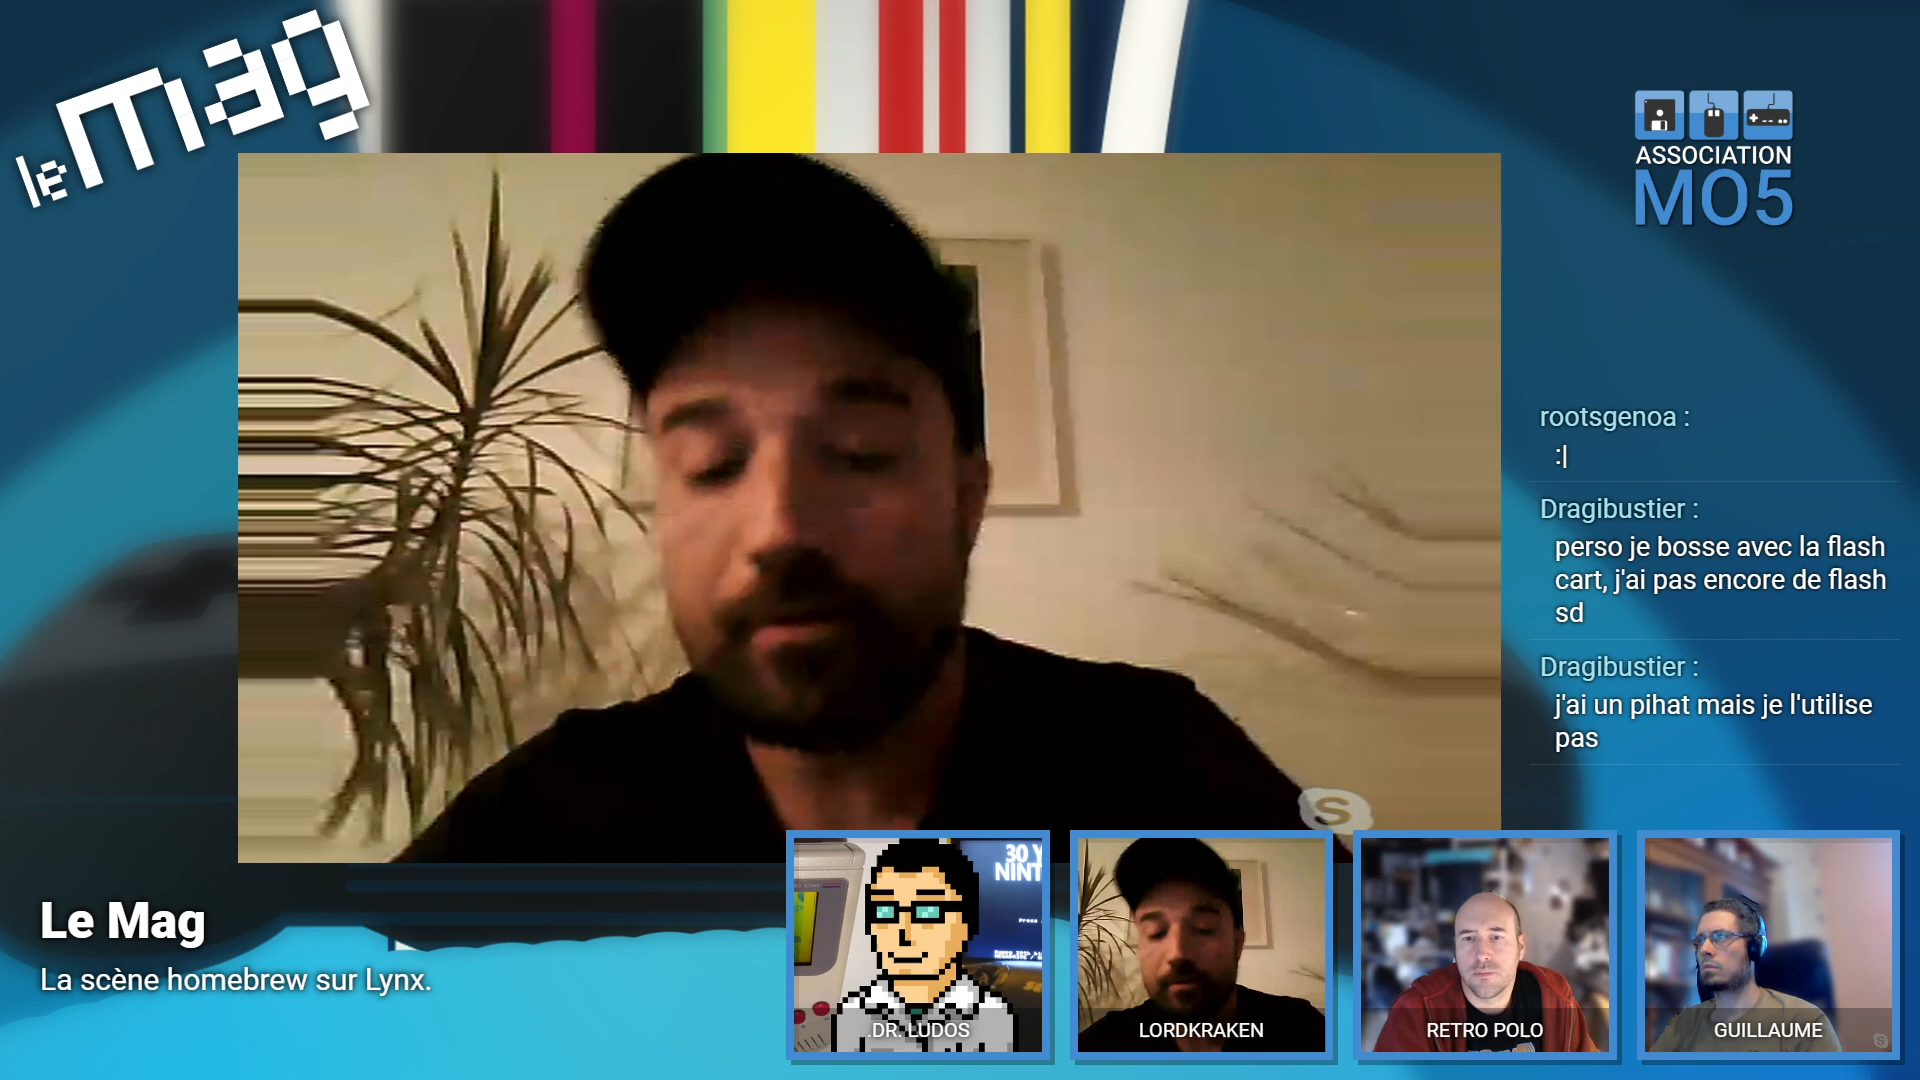 le mag
ASSOCIATION
MO5
rootsgenoa :
:|
Dragibustier :
perso je bosse avec la flash
cart, j'ai pas encore de flash
sd
Dragibustier :
j'ai un pihat mais je l'utilise
pas
Le Mag
La scène homebrew sur Lynx.
30 Y
NINT
DR. LUDOS
LORDKRAKEN
RETRO POLO
GUILLAUME